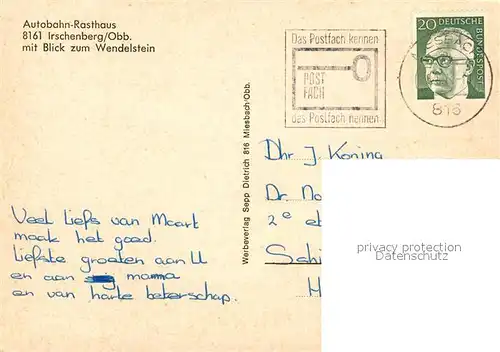 Autobahn-Rasthaus
8161 Irschenberg/Obb.
mit Blick zum Wendelstein
Das Postfach kennen
POST
FACH
das Postfach nennen
20 DEUTSCHE
BUNDESPOST
816
Werbeverlag Sepp Dietrich 816 Miesbach/Obb.
Dhr J. Koning
Dr. No
2e et
Schi
H
privacy protection
Datenschutz
Veel liefs van Maart
maak het goed.
Liefste groeten aan U
en aan mamma
en van harte beterschap.